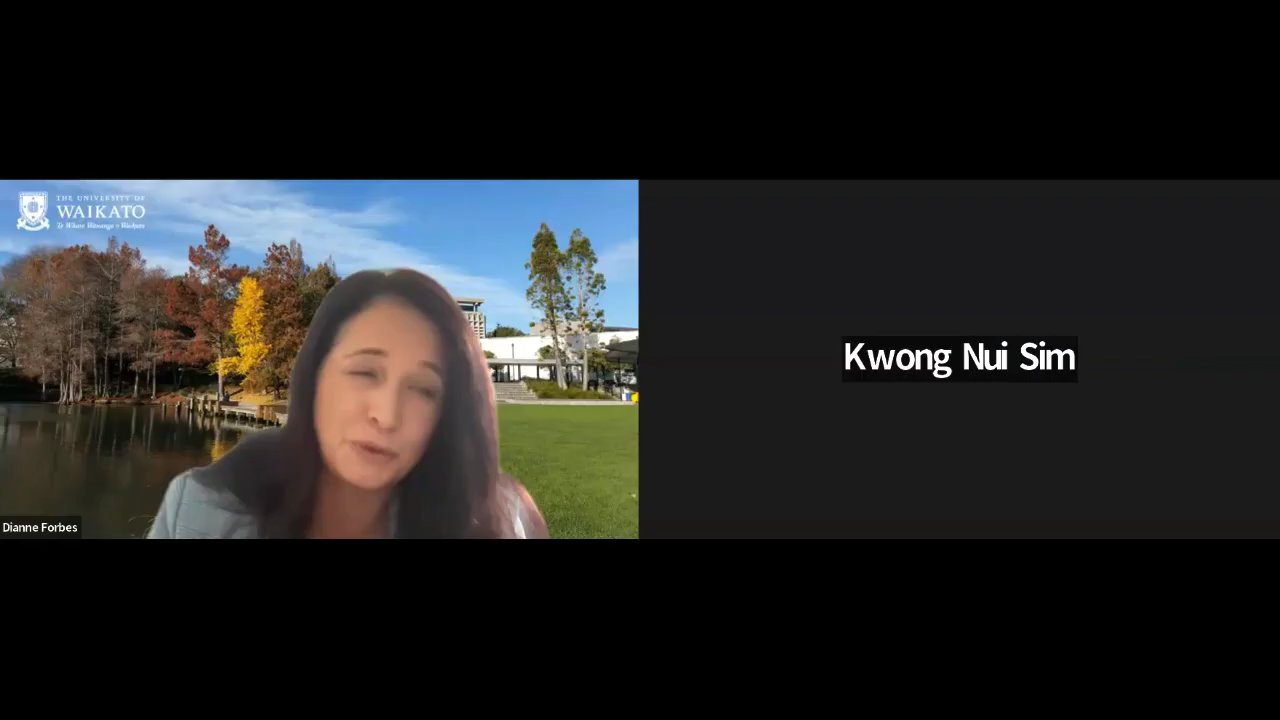 THE UNIVERSITY OF
WAIKATO
Te Whare Wānanga o Waikato
Dianne Forbes
Kwong Nui Sim